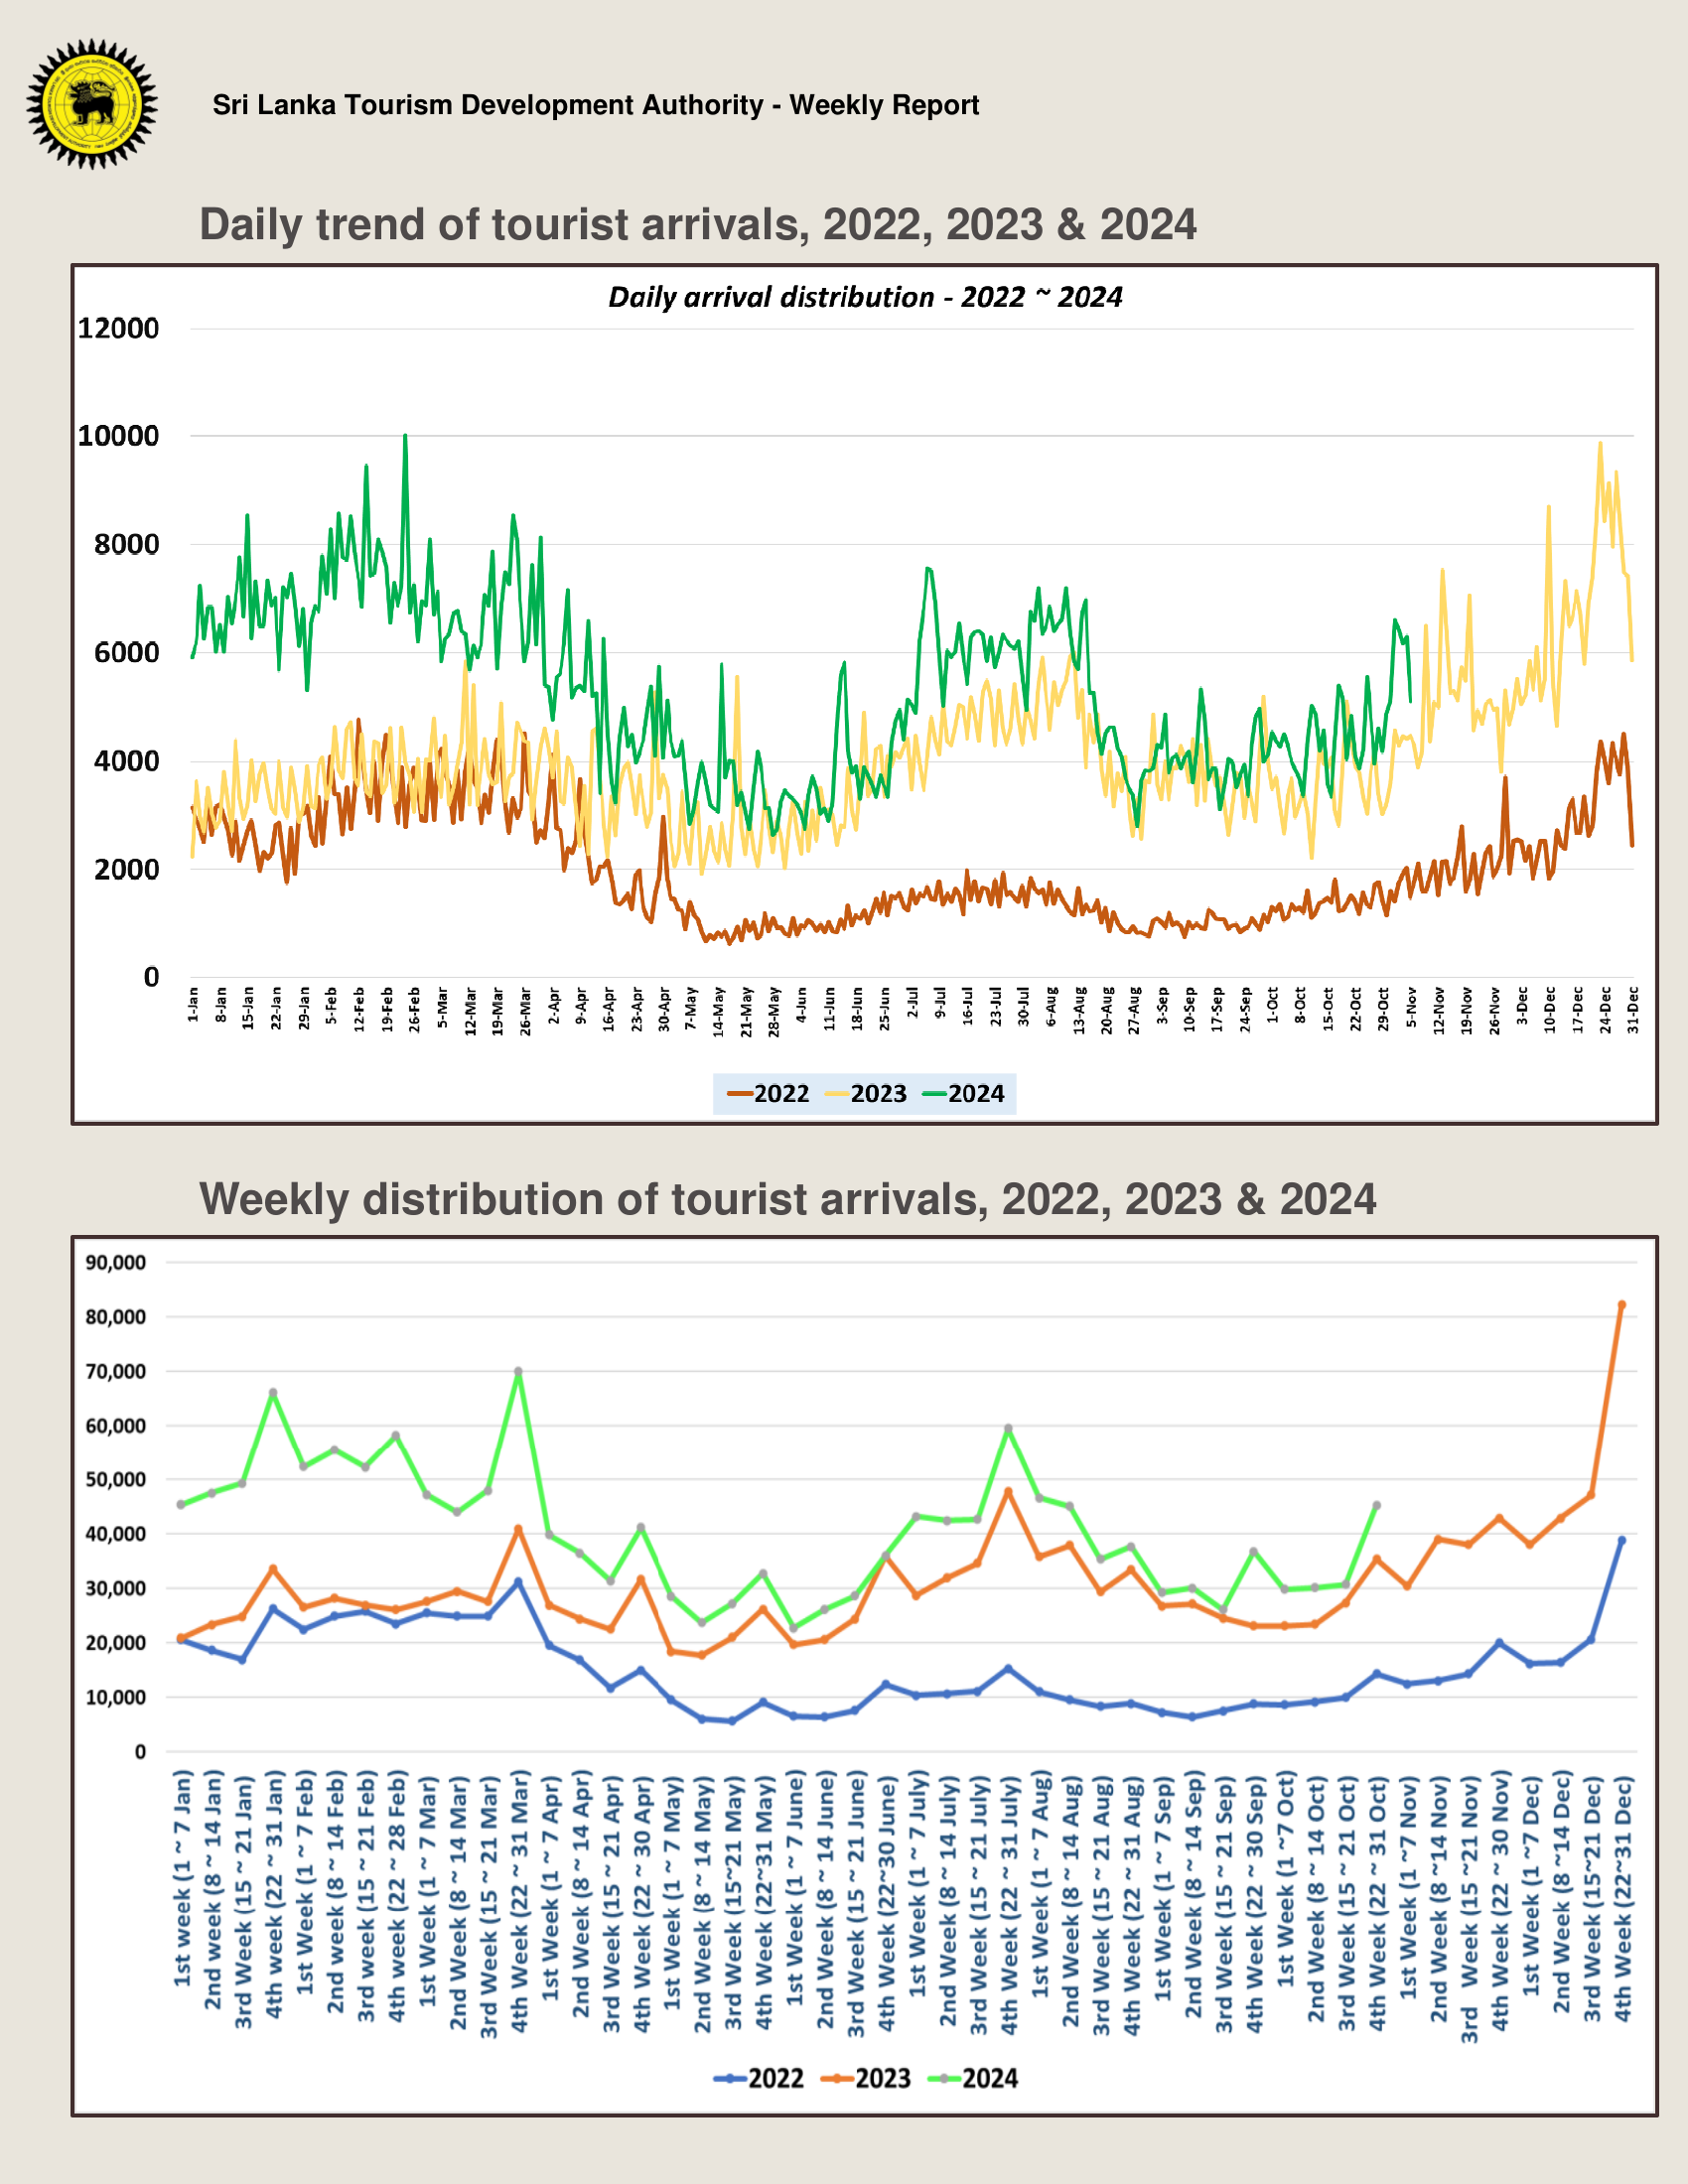 Sri Lanka Tourism Development Authority - Weekly Report
Daily trend of tourist arrivals, 2022, 2023 & 2024
Daily arrival distribution - 2022 ~ 2024
12000
10000
8000
6000
4000
2000
0
1-Jan
8-Jan
15-Jan
22-Jan
29-Jan
5-Feb
12-Feb
19-Feb
26-Feb
5-Mar
12-Mar
19-Mar
26-Mar
2-Apr
9-Apr
16-Apr
23-Apr
30-Apr
7-May
14-May
21-May
28-May
4-Jun
11-Jun
18-Jun
25-Jun
2-Jul
9-Jul
16-Jul
23-Jul
30-Jul
6-Aug
13-Aug
20-Aug
27-Aug
3-Sep
10-Sep
17-Sep
24-Sep
1-Oct
8-Oct
15-Oct
22-Oct
29-Oct
5-Nov
12-Nov
19-Nov
26-Nov
3-Dec
10-Dec
17-Dec
24-Dec
31-Dec
2022 2023 2024
Weekly distribution of tourist arrivals, 2022, 2023 & 2024
90,000
80,000
70,000
60,000
50,000
40,000
30,000
20,000
10,000
0
1st week (1 ~ 7 Jan)
2nd week (8 ~ 14 Jan)
3rd Week (15 ~ 21 Jan)
4th week (22 ~ 31 Jan)
1st Week (1 ~ 7 Feb)
2nd week (8 ~ 14 Feb)
3rd week (15 ~ 21 Feb)
4th week (22 ~ 28 Feb)
1st Week (1 ~ 7 Mar)
2nd Week (8 ~ 14 Mar)
3rd Week (15 ~ 21 Mar)
4th Week (22 ~ 31 Mar)
1st Week (1 ~ 7 Apr)
2nd Week (8 ~ 14 Apr)
3rd Week (15 ~ 21 Apr)
4th Week (22 ~ 30 Apr)
1st Week (1 ~ 7 May)
2nd Week (8 ~ 14 May)
3rd Week (15~21 May)
4th Week (22~31 May)
1st Week (1 ~ 7 June)
2nd Week (8 ~ 14 June)
3rd Week (15 ~ 21 June)
4th Week (22~30 June)
1st Week (1 ~ 7 July)
2nd Week (8 ~ 14 July)
3rd Week (15 ~ 21 July)
4th Week (22 ~ 31 July)
1st Week (1 ~ 7 Aug)
2nd Week (8 ~ 14 Aug)
3rd Week (15 ~ 21 Aug)
4th Week (22 ~ 31 Aug)
1st Week (1 ~ 7 Sep)
2nd Week (8 ~ 14 Sep)
3rd Week (15 ~ 21 Sep)
4th Week (22 ~ 30 Sep)
1st Week (1 ~7 Oct)
2nd Week (8 ~ 14 Oct)
3rd Week (15 ~ 21 Oct)
4th Week (22 ~ 31 Oct)
1st Week (1 ~7 Nov)
2nd Week (8 ~14 Nov)
3rd Week (15 ~21 Nov)
4th Week (22 ~ 30 Nov)
1st Week (1 ~7 Dec)
2nd Week (8 ~14 Dec)
3rd Week (15~21 Dec)
4th Week (22~31 Dec)
2022 2023 2024